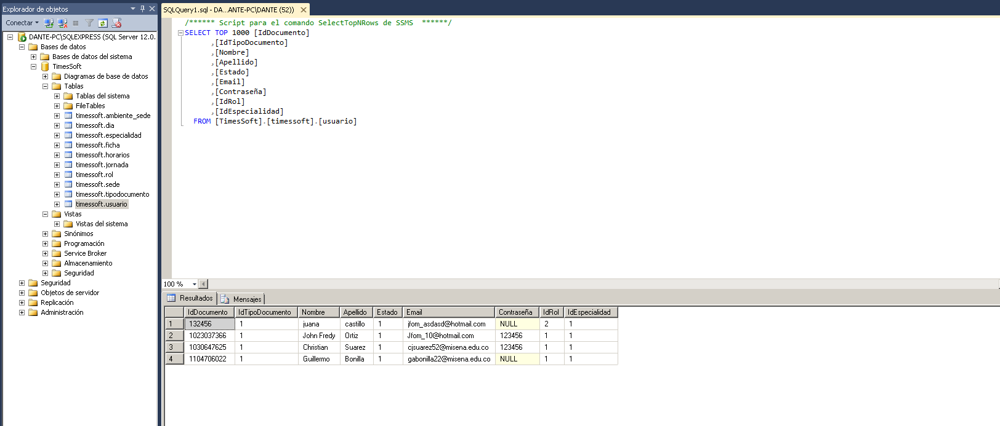 Explorador de objetos
Conectar
DANTE-PC\SQLEXPRESS (SQL Server 12.0.
Bases de datos
Bases de datos del sistema
TimesSoft
Diagramas de base de datos
Tablas
Tablas del sistema
FileTables
timessoft.ambiente_sede
timessoft.dia
timessoft.especialidad
timessoft.ficha
timessoft.horarios
timessoft.jornada
timessoft.rol
timessoft.sede
timessoft.tipodocumento
timessoft.usuario
Vistas
Vistas del sistema
Sinónimos
Programación
Service Broker
Almacenamiento
Seguridad
Seguridad
Objetos de servidor
Replicación
Administración
SQLQuery1.sql - DA...ANTE-PC\DANTE (52))
/****** Script para el comando SelectTopNRows de SSMS  ******/
SELECT TOP 1000 [IdDocumento]
,[IdTipoDocumento]
,[Nombre]
,[Apellido]
,[Estado]
,[Email]
,[Contraseña]
,[IdRol]
,[IdEspecialidad]
FROM [TimesSoft].[timessoft].[usuario]
100 %
Resultados Mensajes
IdDocumento IdTipoDocumento Nombre Apellido Estado Email Contraseña IdRol IdEspecialidad
1 132456 1 juana castillo 1 jfom_asdasd@hotmail.com NULL 2 1
2 1023037366 1 John Fredy Ortiz 1 Jfom_10@hotmail.com 123456 1 1
3 1030647625 1 Christian Suarez 1 cjsuarez52@misena.edu.co 123456 1 1
4 1104706022 1 Guillermo Bonilla 1 gabonilla22@misena.edu.co NULL 1 1